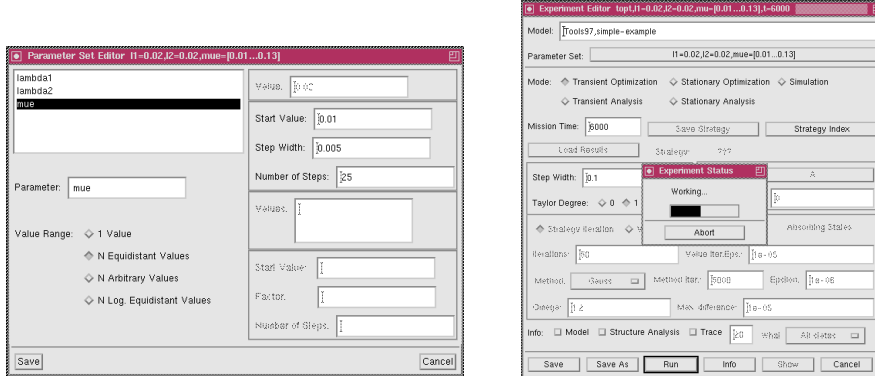 Parameter Set Editor l1=0.02,l2=0.02,mue=[0.01...0.13]
lambda1
lambda2
mue
Value: 0.02
Start Value: 0.01
Step Width: 0.005
Number of Steps: 25
Parameter: mue
Values:
Value Range: 1 Value
N Equidistant Values
N Arbitrary Values
N Log. Equidistant Values
Start Value:
Factor:
Number of Steps:
Save Cancel
Experiment Editor topt,l1=0.02,l2=0.02,mu=[0.01...0.13],t=6000
Model: Tools97,simple-example
Parameter Set: l1=0.02,l2=0.02,mue=[0.01...0.13]
Mode: Transient Optimization Stationary Optimization Simulation
Transient Analysis Stationary Analysis
Mission Time: 6000 Save Strategy Strategy Index
Load Results Strategy: ???
Step Width: 0.1 A
Taylor Degree: 0 1 0
Experiment Status
Working...
Abort
Strategy Iteration Absorbing States
Iterations: 50 Value Iter.Eps.: 1e-05
Method: Gauss Method Iter.: 5000 Epsilon: 1e-06
Omega: 1.2 Max. difference: 1e-05
Info: Model Structure Analysis Trace 20 What All states
Save Save As Run Info Show Cancel